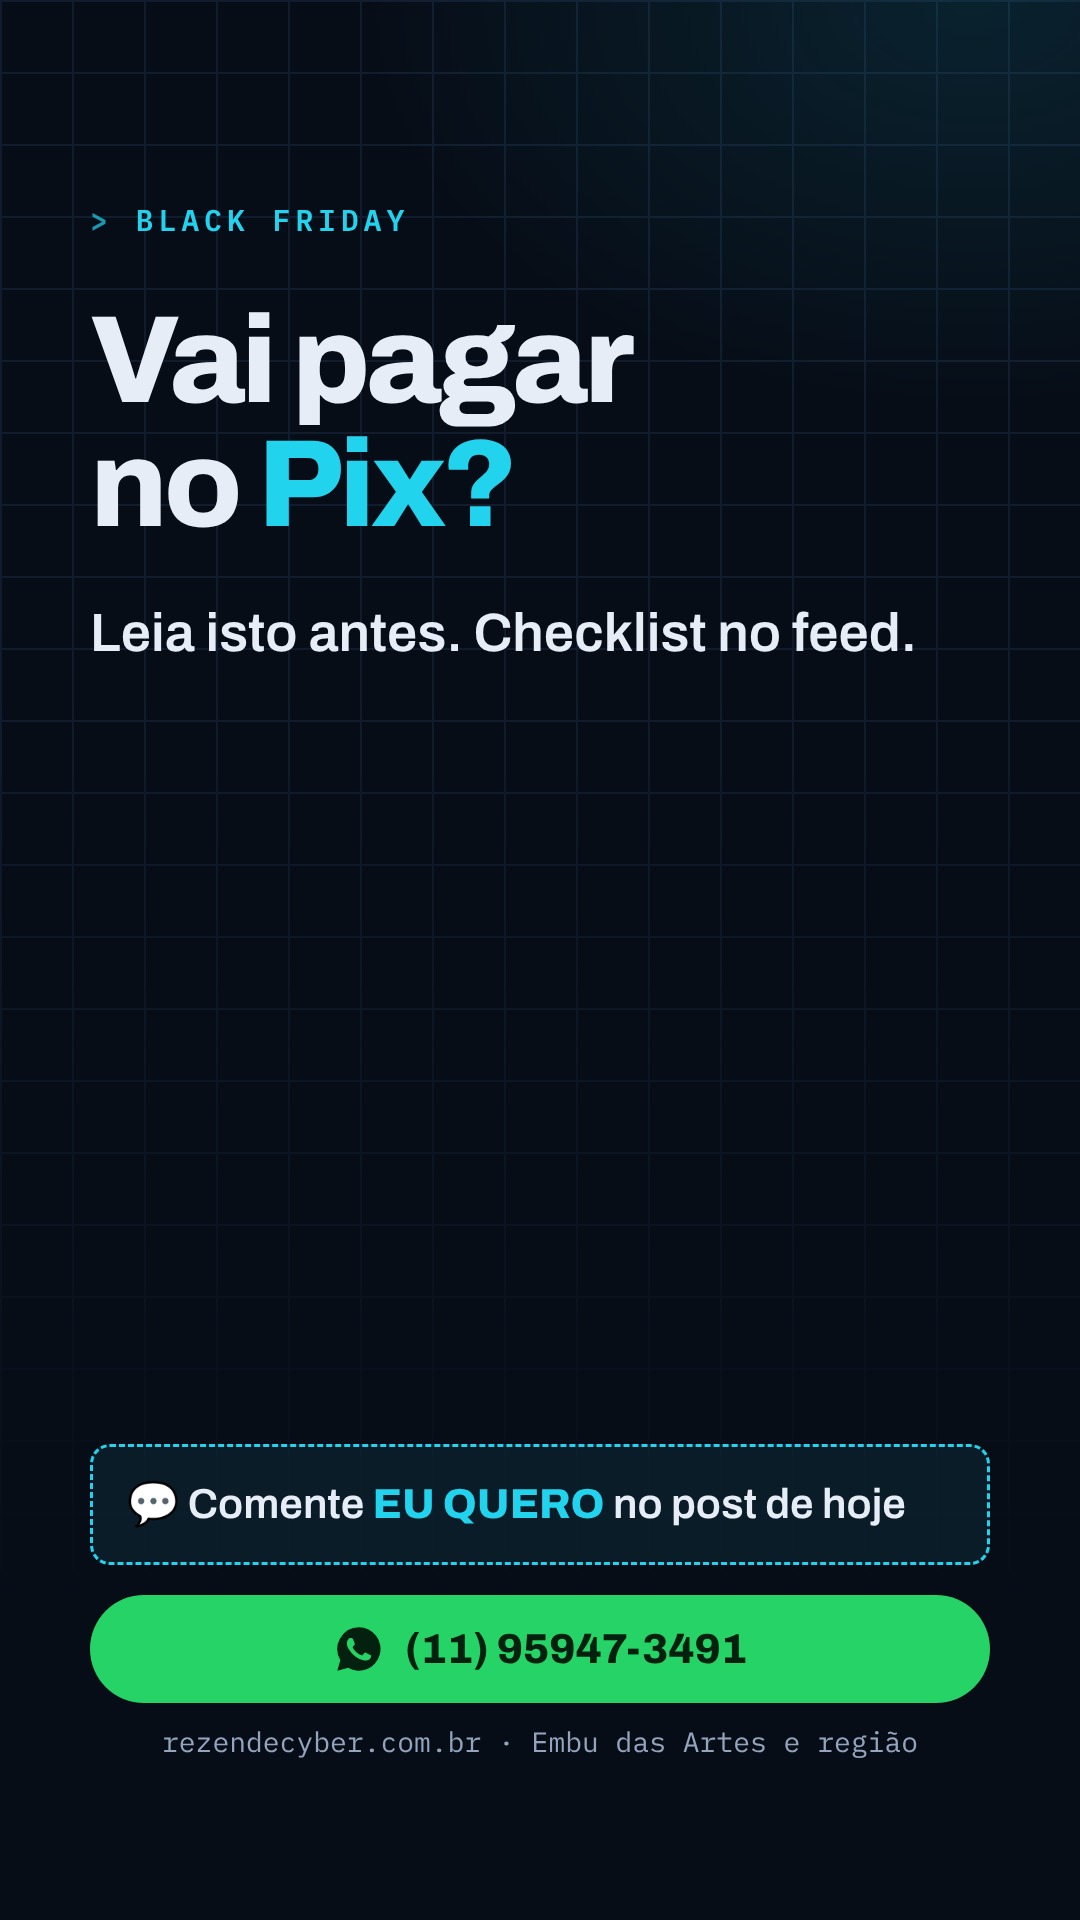 > BLACK FRIDAY
Vai pagar
no Pix?
Leia isto antes. Checklist no feed.
💬 Comente EU QUERO no post de hoje
(11) 95947-3491
rezendecyber.com.br · Embu das Artes e região